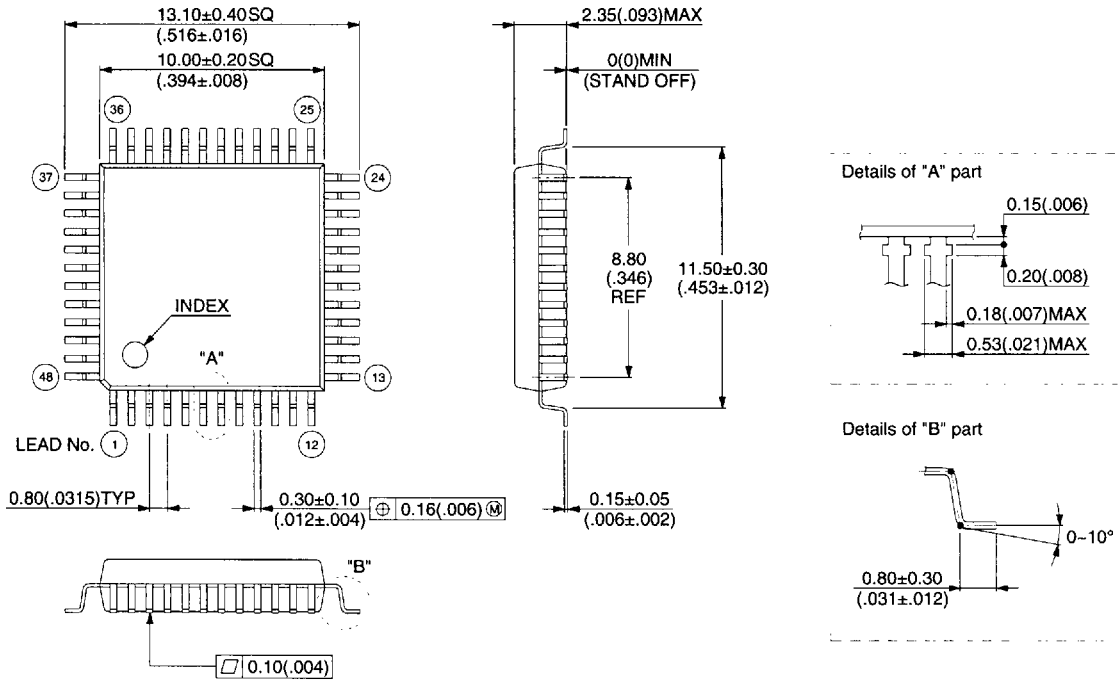 13.10±0.40SQ
(.516±.016)
10.00±0.20SQ
(.394±.008)
36
25
37
24
INDEX
"A"
48
13
LEAD No.
1
12
0.80(.0315)TYP
0.30±0.10
(.012±.004)
⌖ 0.16(.006) Ⓜ
2.35(.093)MAX
0(0)MIN
(STAND OFF)
8.80
(.346)
REF
11.50±0.30
(.453±.012)
0.15±0.05
(.006±.002)
"B"
⏥ 0.10(.004)
Details of "A" part
0.15(.006)
0.20(.008)
0.18(.007)MAX
0.53(.021)MAX
Details of "B" part
0~10°
0.80±0.30
(.031±.012)